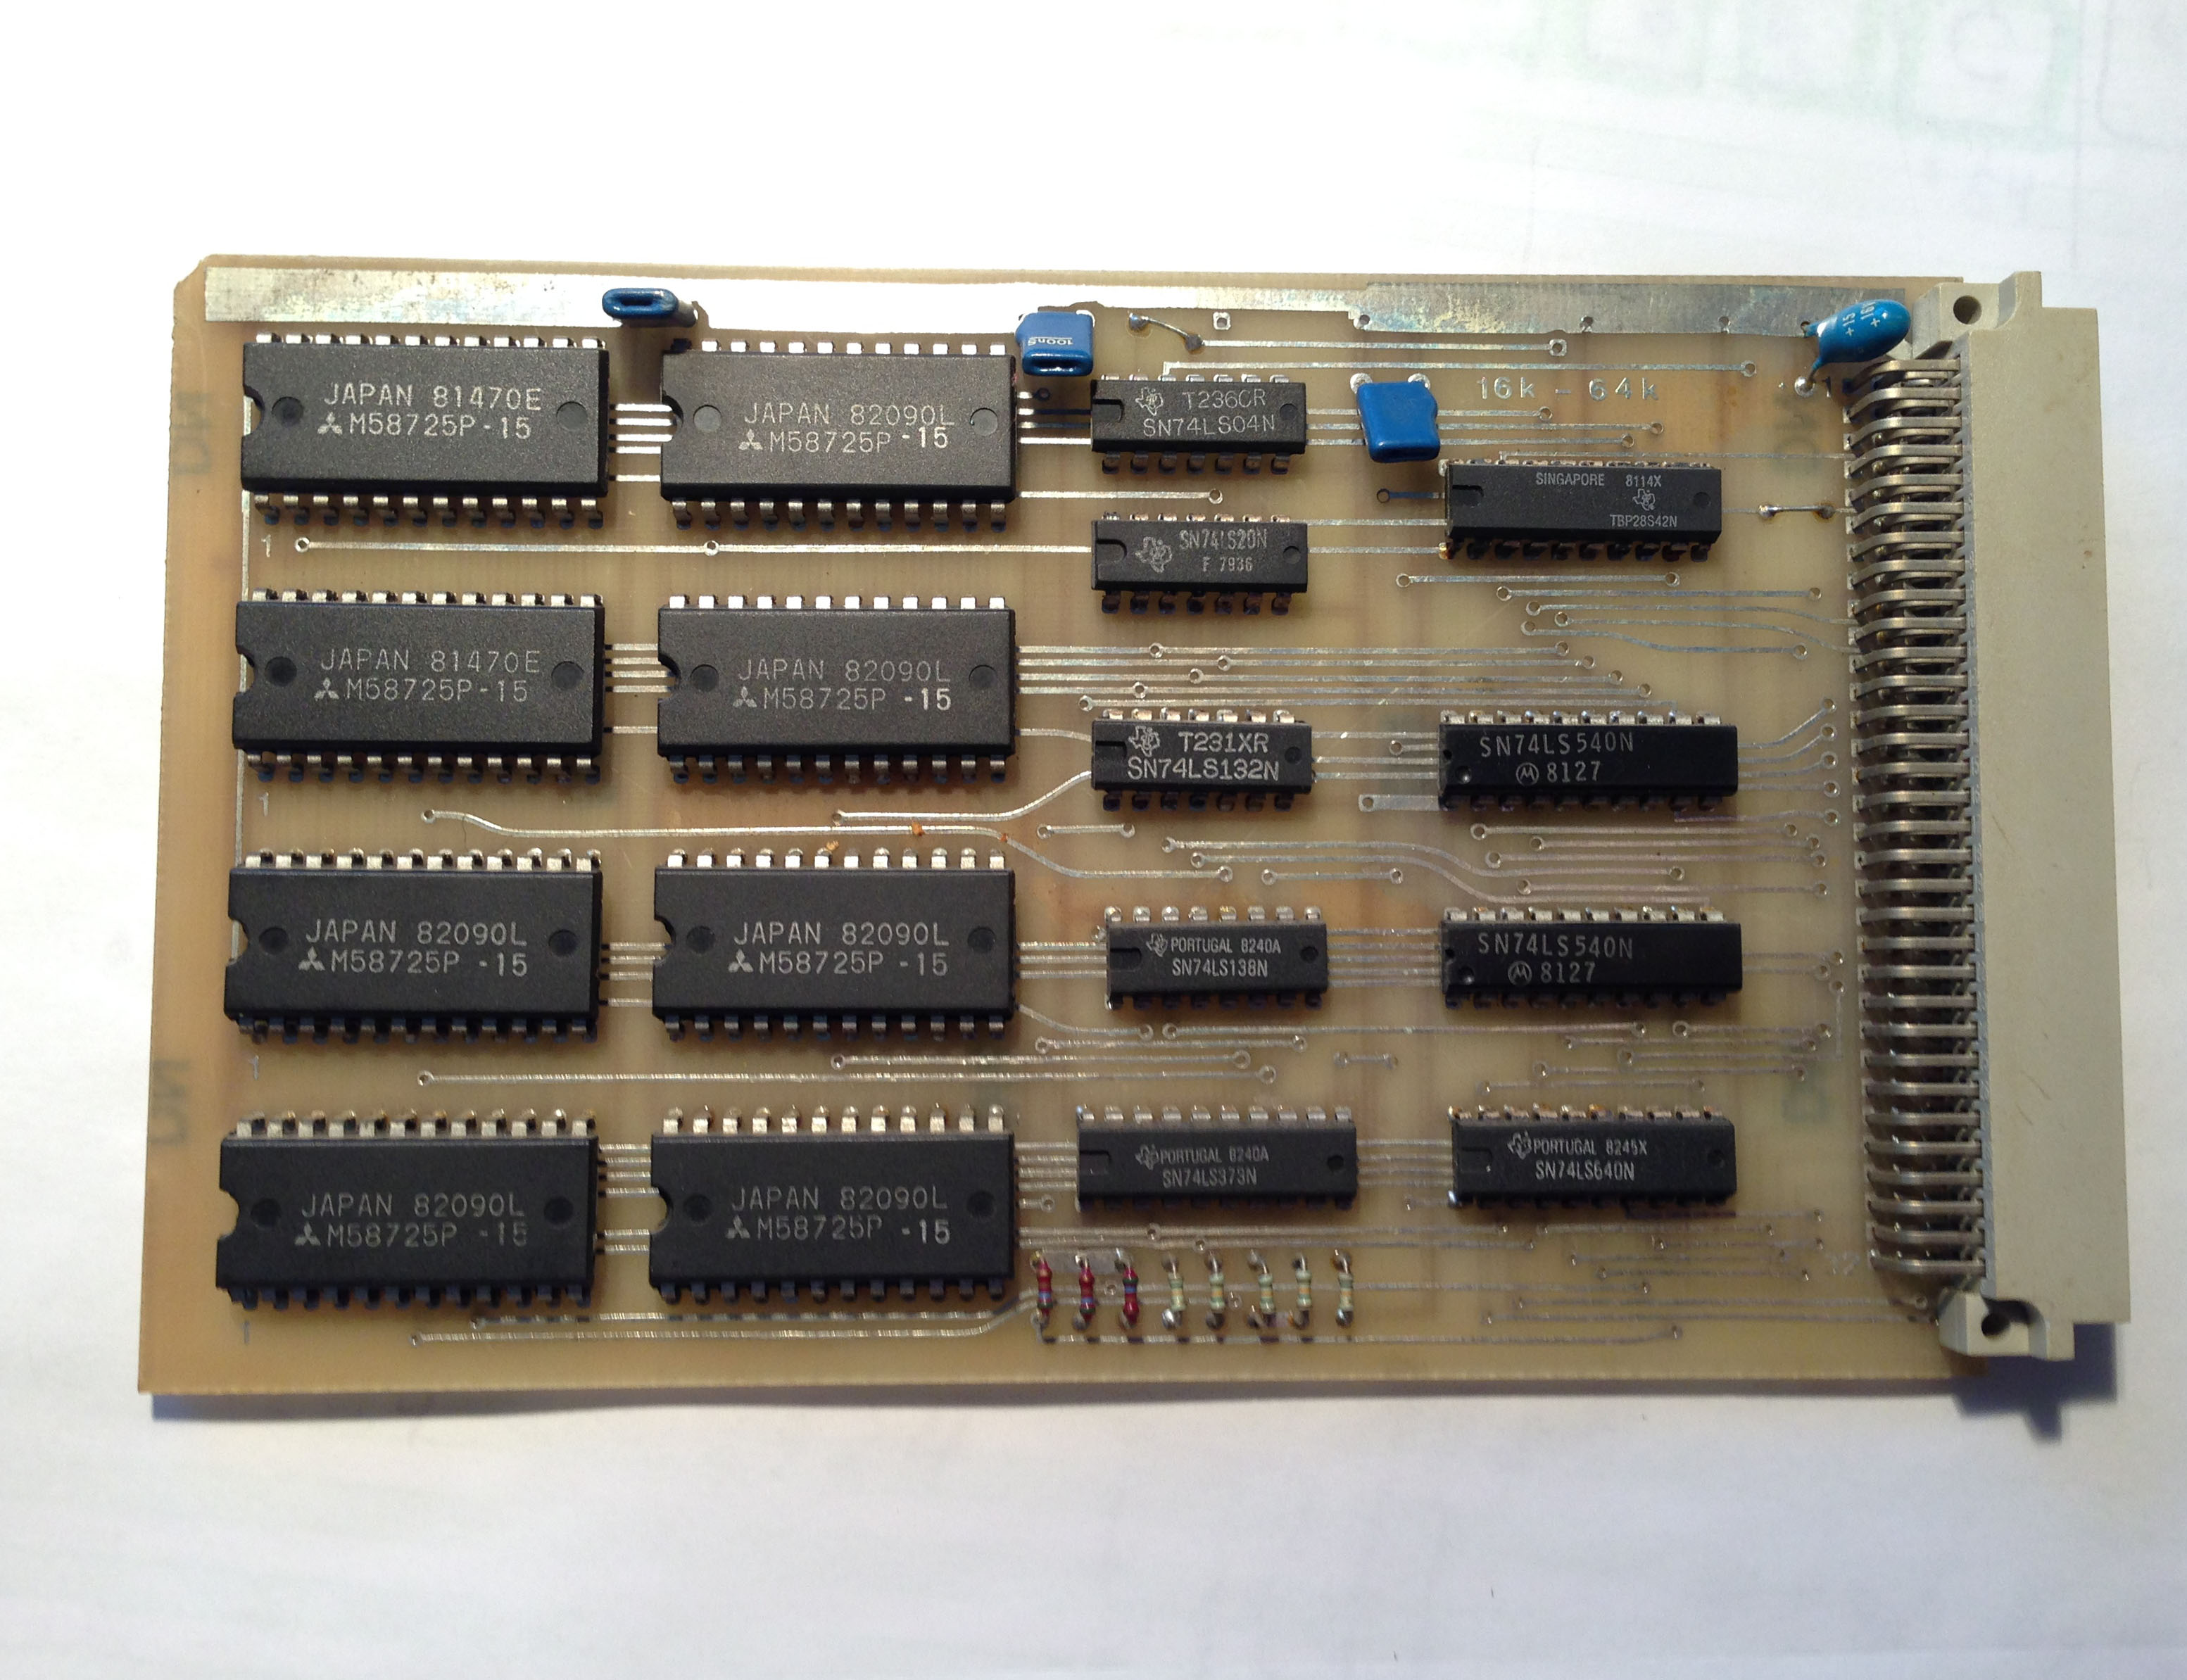 JAPAN 82090L
M58725P-15
JAPAN 82090L
M58725P-15
JAPAN 81470E
M58725P-15
JAPAN 81470E
M58725P-15
JAPAN 82090L
M58725P-15
JAPAN 82090L
M58725P-15
JAPAN 82090L
M58725P-15
JAPAN 82090L
M58725P-15
PORTUGAL 8240A
SN74LS373N
PORTUGAL 8240A
SN74LS138N
T231XR
SN74LS132N
SN74LS20N
F 7936
T236CR
SN74LS04N
PORTUGAL 8245X
SN74LS640N
SN74LS540N
8127
SN74LS540N
8127
SINGAPORE 8114X
TBP28S42N
16k-64k
+15
+16V